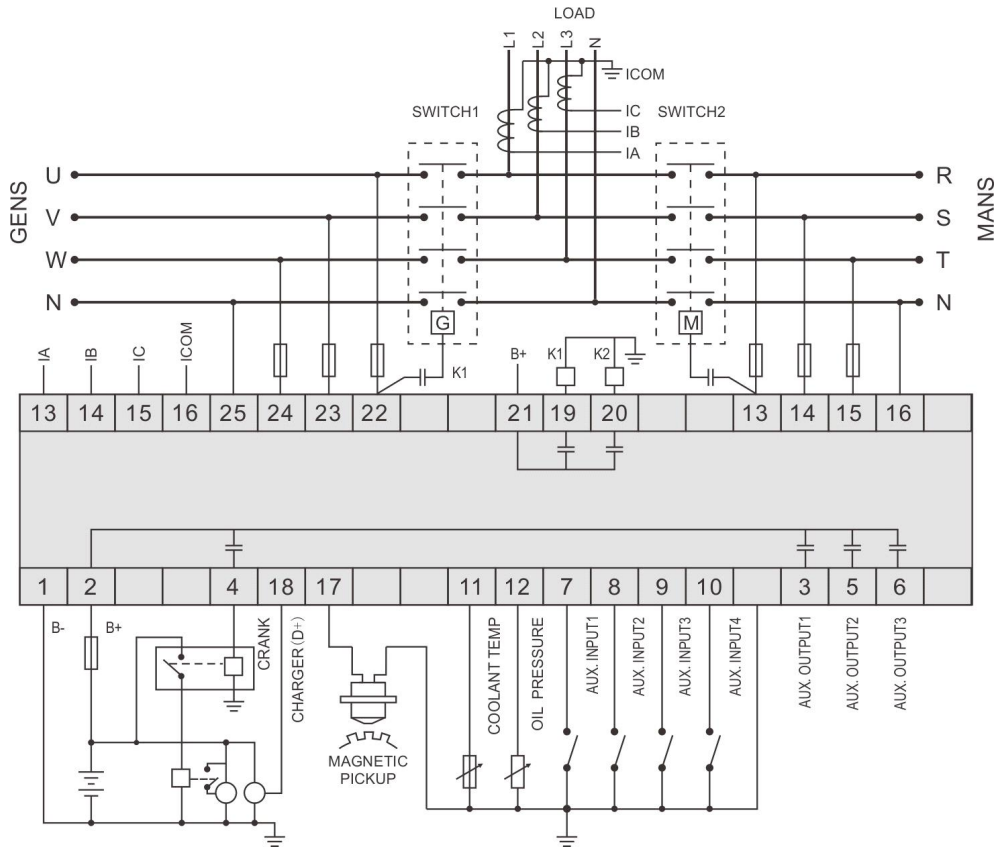 LOAD
L1
L2
L3
N
ICOM
SWITCH1
IC
SWITCH2
IB
IA
GENS
U
R
MANS
V
S
W
T
N
N
G
M
IA
IB
IC
ICOM
K1
B+
K1
K2
13 14 15 16 25 24 23 22 21 19 20 13 14 15 16
1 2 4 18 17 11 12 7 8 9 10 3 5 6
B-
B+
CRANK
CHARGER(D+)
MAGNETIC
PICKUP
COOLANT TEMP
OIL PRESSURE
AUX. INPUT1
AUX. INPUT2
AUX. INPUT3
AUX. INPUT4
AUX. OUTPUT1
AUX. OUTPUT2
AUX. OUTPUT3